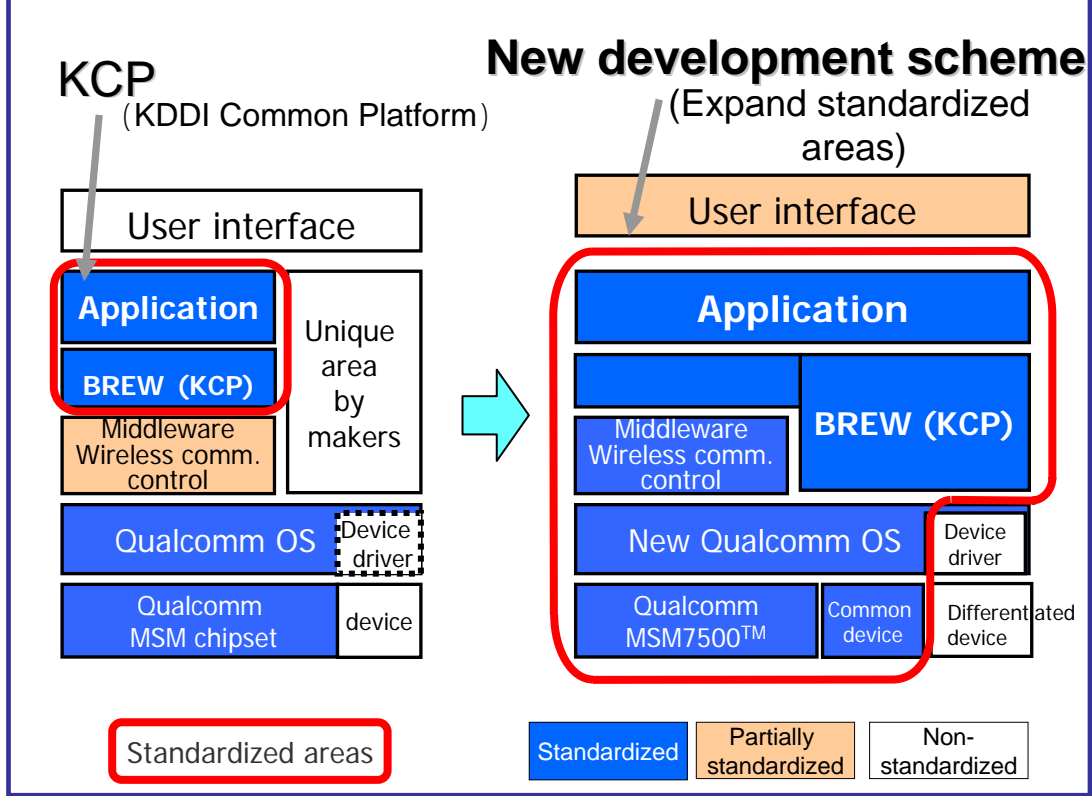 KCP
(KDDI Common Platform)
New development scheme
(Expand standardized
areas)
User interface
Application
BREW (KCP)
Middleware
Wireless comm.
control
Unique
area
by
makers
Qualcomm OS
Device
driver
Qualcomm
MSM chipset
device
User interface
Application
BREW (KCP)
Middleware
Wireless comm.
control
New Qualcomm OS
Device
driver
Qualcomm
MSM7500TM
Common
device
Differentiated
device
Standardized areas
Standardized
Partially
standardized
Non-
standardized